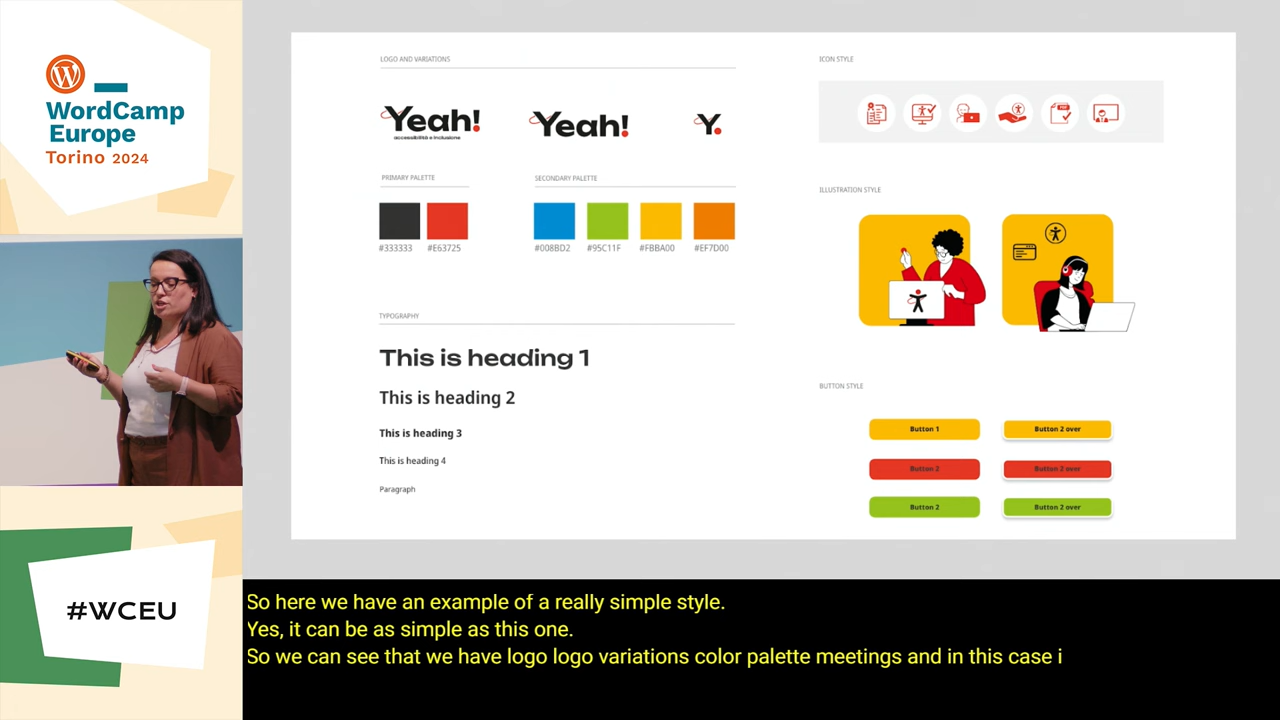 WordCamp
Europe
Torino 2024
#WCEU
LOGO AND VARIATIONS
Yeah!
accessibilità e inclusione
Yeah!
Y.
PRIMARY PALETTE
#333333
#E63725
SECONDARY PALETTE
#008BD2
#95C11F
#FBBA00
#EF7D00
TYPOGRAPHY
This is heading 1
This is heading 2
This is heading 3
This is heading 4
Paragraph
ICON STYLE
ILLUSTRATION STYLE
BUTTON STYLE
Button 1
Button 2 over
Button 2
Button 2 over
Button 2
Button 2 over
So here we have an example of a really simple style.
Yes, it can be as simple as this one.
So we can see that we have logo logo variations color palette meetings and in this case i